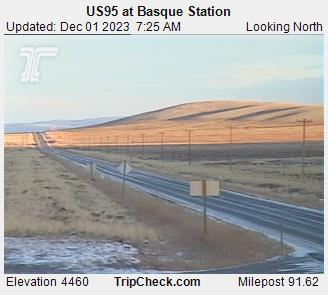 US95 at Basque Station
Updated: Dec 01 2023 7:25 AM Looking North
Elevation 4460 TripCheck.com Milepost 91.62